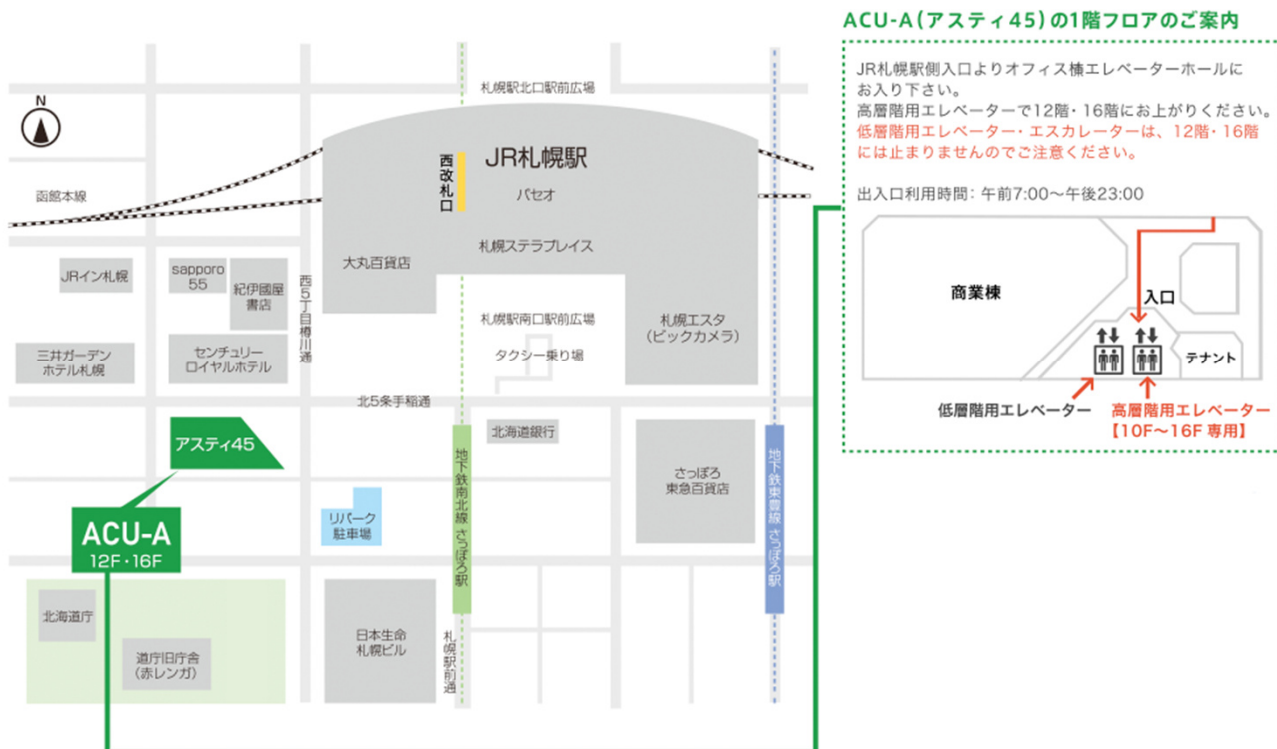 ACU-A(アスティ45)の1階フロアのご案内
JR札幌駅側入口よりオフィス棟エレベーターホールに
お入り下さい。
高層階用エレベーターで12階・16階にお上がりください。
低層階用エレベーター・エスカレーターは、12階・16階
には止まりませんのでご注意ください。
出入口利用時間：午前7:00～午後23:00
商業棟
入口
テナント
低層階用エレベーター
高層階用エレベーター
【10F～16F 専用】
N
札幌駅北口駅前広場
函館本線
西改札口
JR札幌駅
パセオ
札幌ステラプレイス
大丸百貨店
JRイン札幌
sapporo
55
紀伊國屋
書店
西5丁目樽川通
札幌駅南口駅前広場
タクシー乗り場
札幌エスタ
(ビックカメラ)
三井ガーデン
ホテル札幌
センチュリー
ロイヤルホテル
北5条手稲通
アスティ45
北海道銀行
地下鉄南北線 さっぽろ駅
さっぽろ
東急百貨店
地下鉄東豊線 さっぽろ駅
ACU-A
12F・16F
リパーク
駐車場
北海道庁
道庁旧庁舎
(赤レンガ)
日本生命
札幌ビル
札幌駅前通